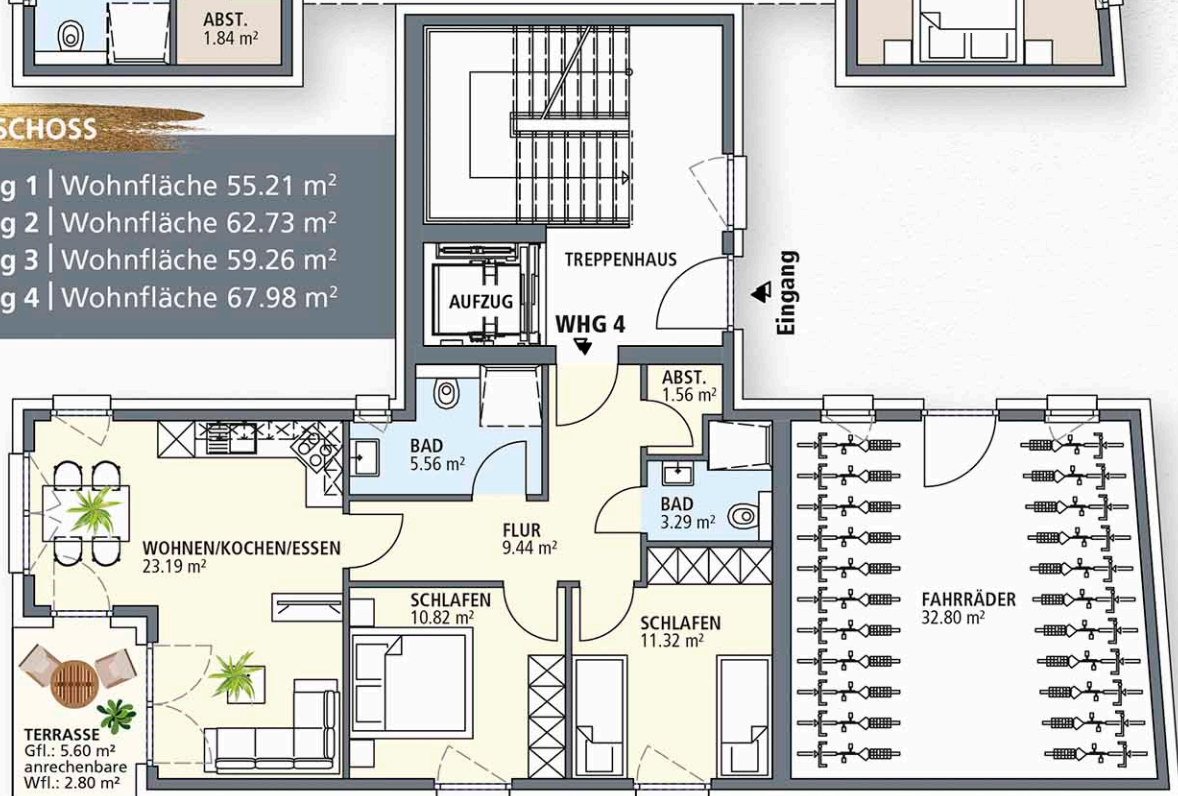 ABST.
1.84 m²
SCHOSS
g 1 | Wohnfläche 55.21 m²
g 2 | Wohnfläche 62.73 m²
g 3 | Wohnfläche 59.26 m²
g 4 | Wohnfläche 67.98 m²
TREPPENHAUS
AUFZUG
WHG 4
Eingang
ABST.
1.56 m²
BAD
5.56 m²
BAD
3.29 m²
FLUR
9.44 m²
WOHNEN/KOCHEN/ESSEN
23.19 m²
SCHLAFEN
10.82 m²
SCHLAFEN
11.32 m²
FAHRRÄDER
32.80 m²
TERRASSE
Gfl.: 5.60 m²
anrechenbare
Wfl.: 2.80 m²